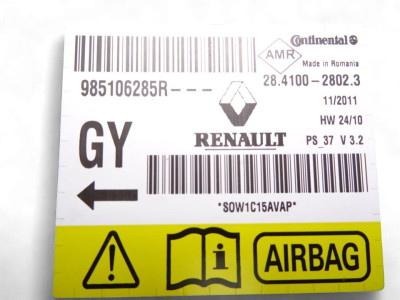 Continental
AMR
Made in Romania
985106285R---
28.4100-2802.3
11/2011
HW 24/10
GY
RENAULT
PS_37 V 3.2
*S0W1C15AVAP*
AIRBAG